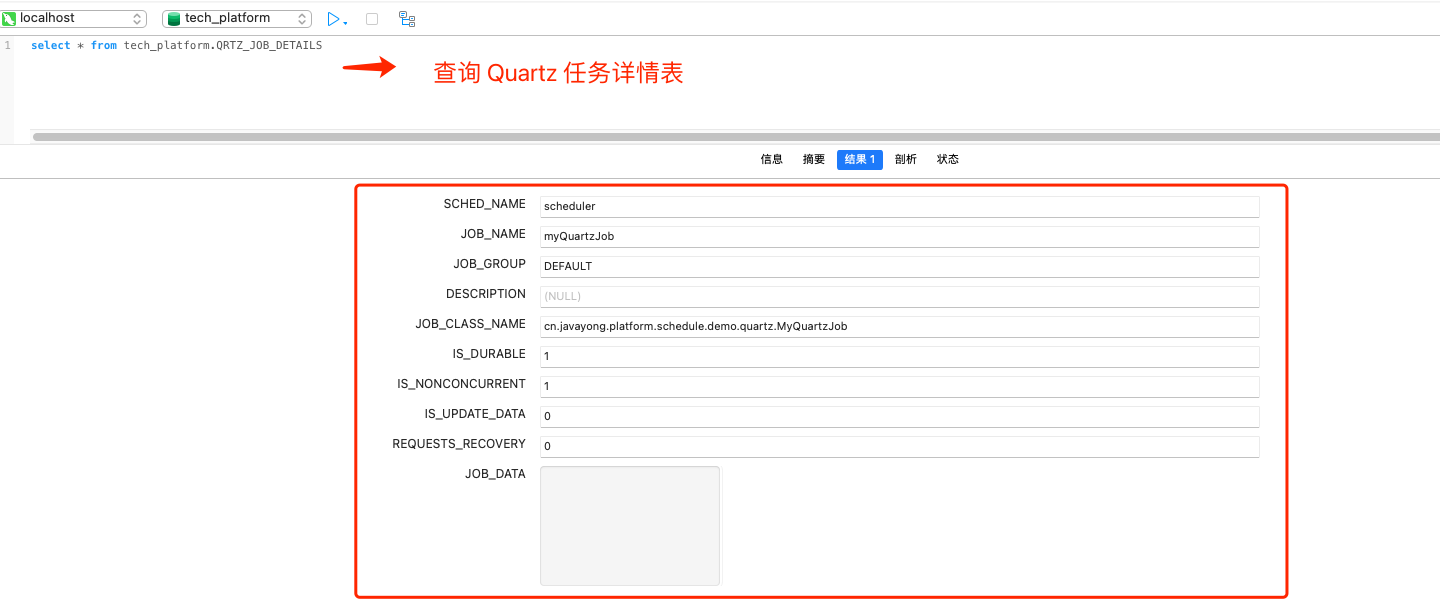 localhost
tech_platform
1 select * from tech_platform.QRTZ_JOB_DETAILS
查询 Quartz 任务详情表
信息 摘要 结果 1 剖析 状态
SCHED_NAME scheduler
JOB_NAME myQuartzJob
JOB_GROUP DEFAULT
DESCRIPTION (NULL)
JOB_CLASS_NAME cn.javayong.platform.schedule.demo.quartz.MyQuartzJob
IS_DURABLE 1
IS_NONCONCURRENT 1
IS_UPDATE_DATA 0
REQUESTS_RECOVERY 0
JOB_DATA